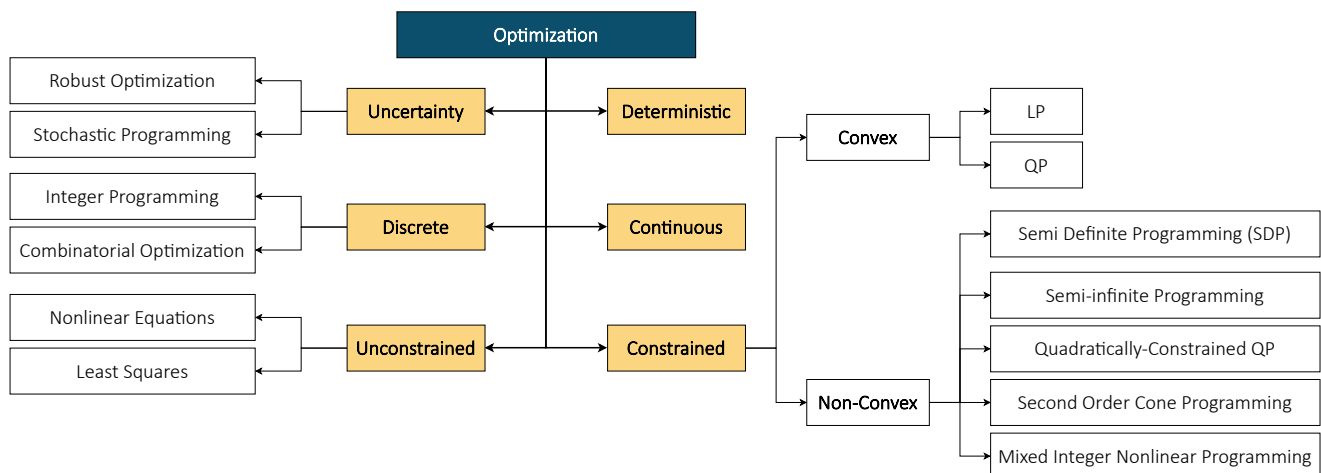 Optimization
Robust Optimization
Stochastic Programming
Uncertainty
Deterministic
Integer Programming
Combinatorial Optimization
Discrete
Continuous
Nonlinear Equations
Least Squares
Unconstrained
Constrained
Convex
LP
QP
Non-Convex
Semi Definite Programming (SDP)
Semi-infinite Programming
Quadratically-Constrained QP
Second Order Cone Programming
Mixed Integer Nonlinear Programming